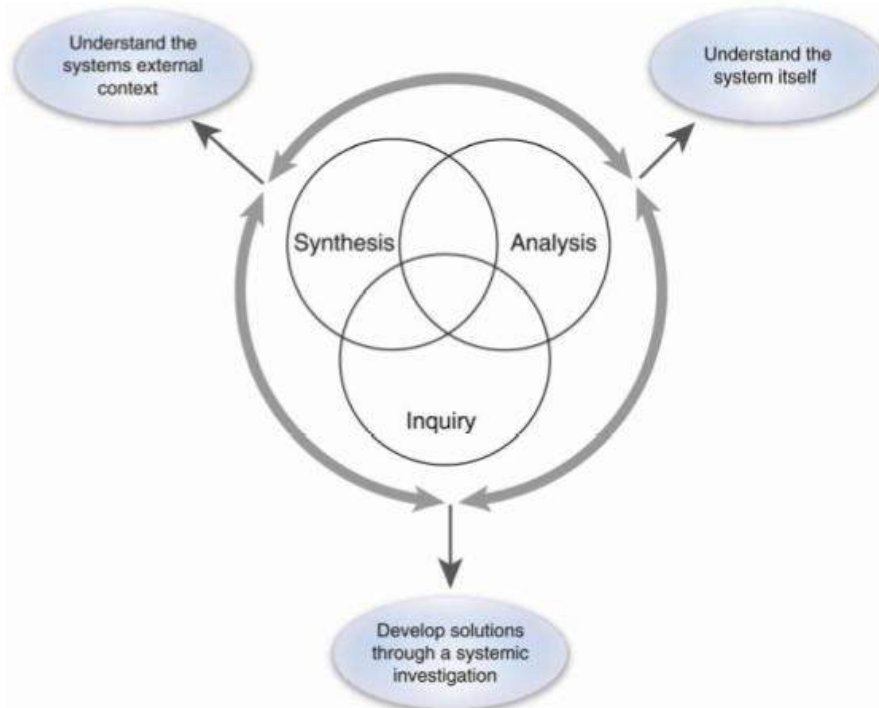 Understand the
systems external
context
Understand the
system itself
Synthesis
Analysis
Inquiry
Develop solutions
through a systemic
investigation